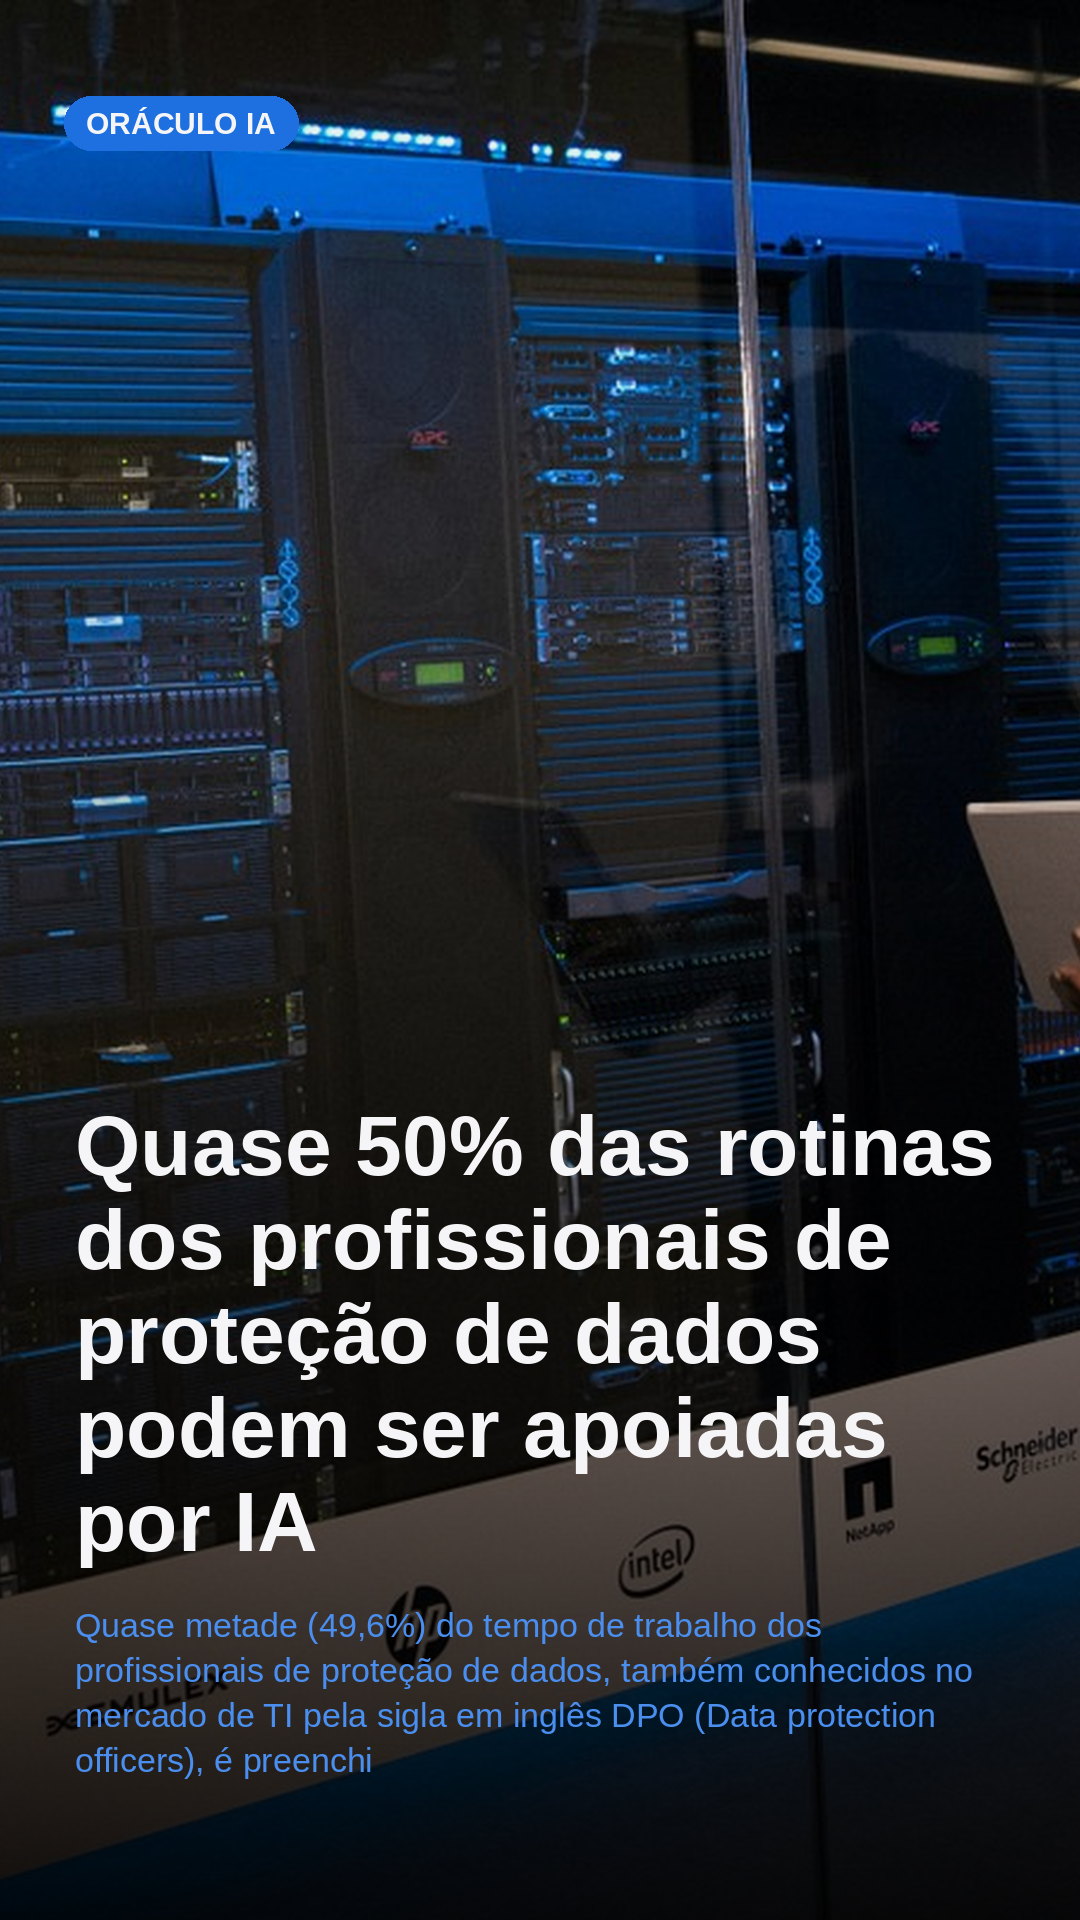 ORÁCULO IA
APC
APC
Quase 50% das rotinas
dos profissionais de
proteção de dados
podem ser apoiadas
por IA
Schneider
Electric
NetApp
intel
hp
EMULEX
Quase metade (49,6%) do tempo de trabalho dos
profissionais de proteção de dados, também conhecidos no
mercado de TI pela sigla em inglês DPO (Data protection
officers), é preenchi